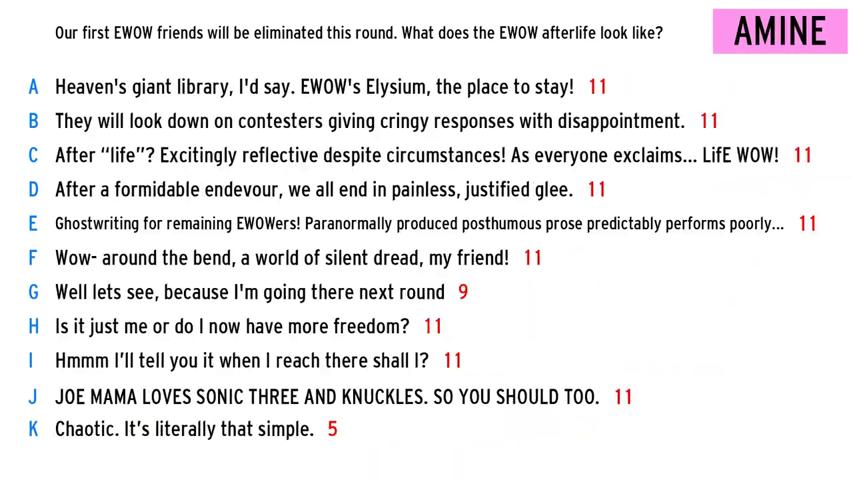 Our first EWOW friends will be eliminated this round. What does the EWOW afterlife look like?
AMINE
A Heaven's giant library, I'd say. EWOW's Elysium, the place to stay! 11
B They will look down on contesters giving cringy responses with disappointment. 11
C After “life”? Excitingly reflective despite circumstances! As everyone exclaims... LifE WOW! 11
D After a formidable endevour, we all end in painless, justified glee. 11
E Ghostwriting for remaining EWOWers! Paranormally produced posthumous prose predictably performs poorly... 11
F Wow- around the bend, a world of silent dread, my friend! 11
G Well lets see, because I'm going there next round 9
H Is it just me or do I now have more freedom? 11
I Hmmm I’ll tell you it when I reach there shall I? 11
J JOE MAMA LOVES SONIC THREE AND KNUCKLES. SO YOU SHOULD TOO. 11
K Chaotic. It’s literally that simple. 5